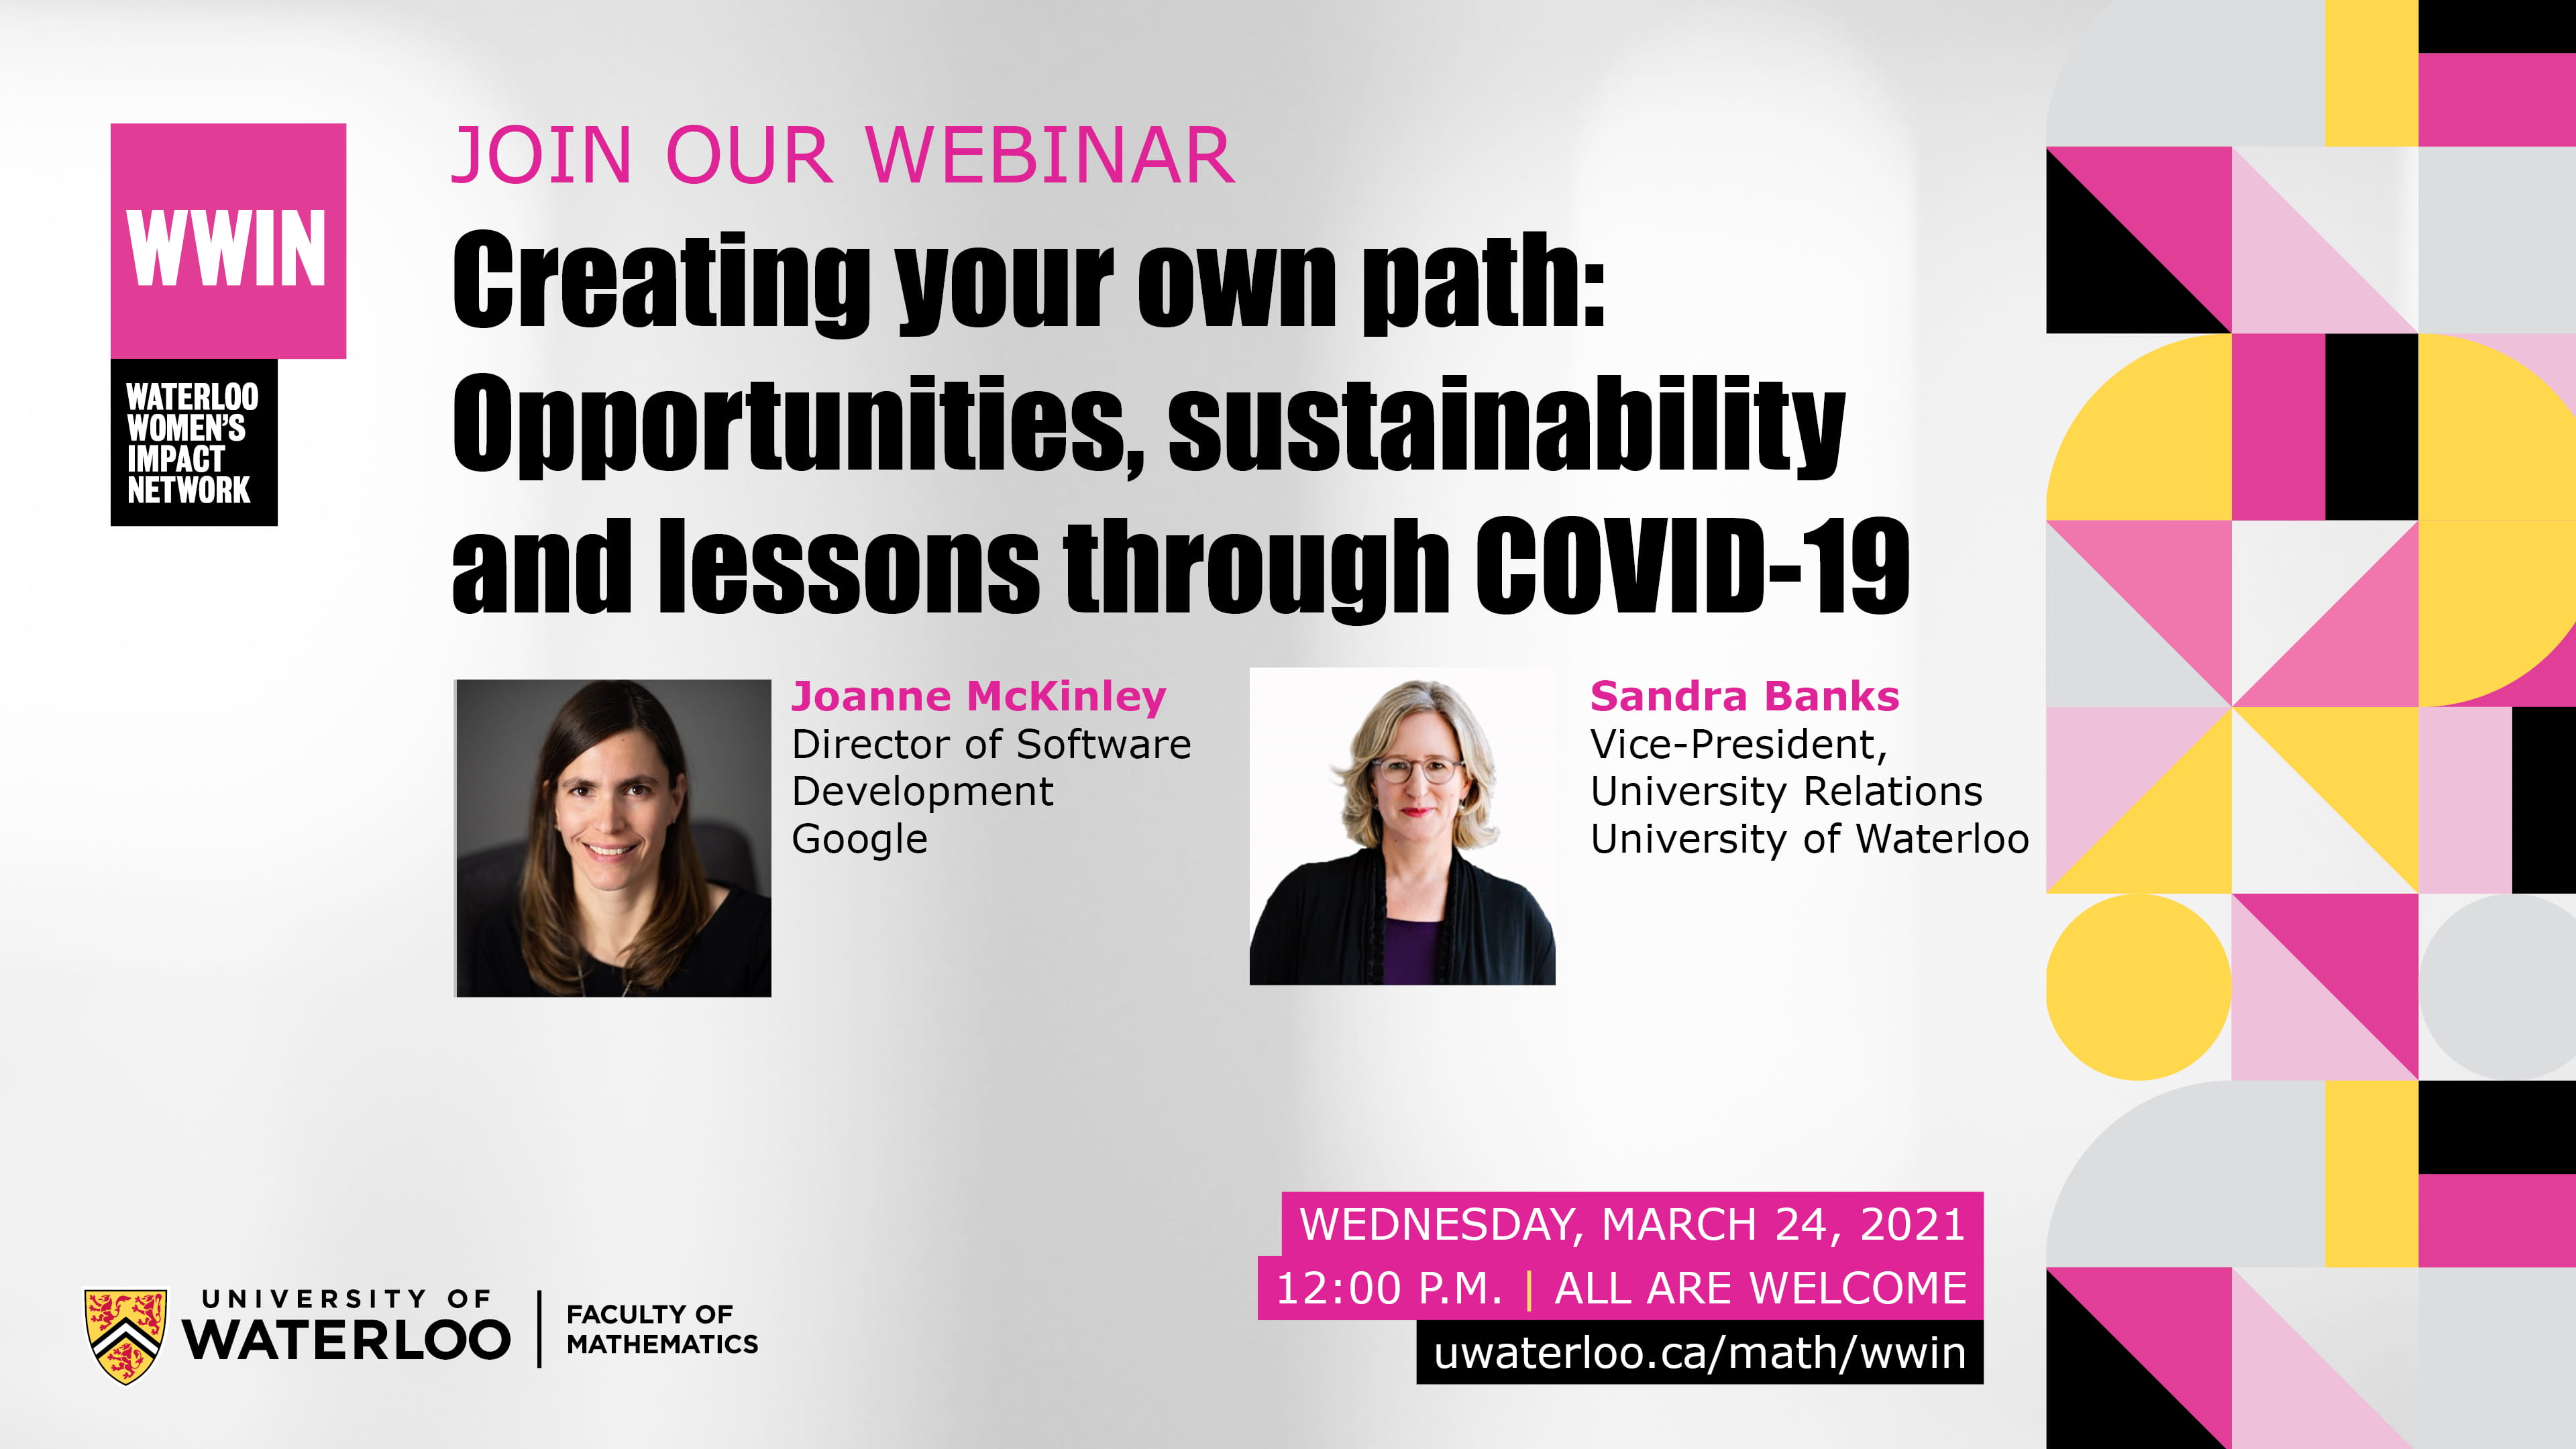 WWIN
WATERLOO
WOMEN'S
IMPACT
NETWORK
JOIN OUR WEBINAR
Creating your own path:
Opportunities, sustainability
and lessons through COVID-19
Joanne McKinley
Director of Software
Development
Google
Sandra Banks
Vice-President,
University Relations
University of Waterloo
WEDNESDAY, MARCH 24, 2021
12:00 P.M. | ALL ARE WELCOME
uwaterloo.ca/math/wwin
UNIVERSITY OF
WATERLOO
FACULTY OF
MATHEMATICS